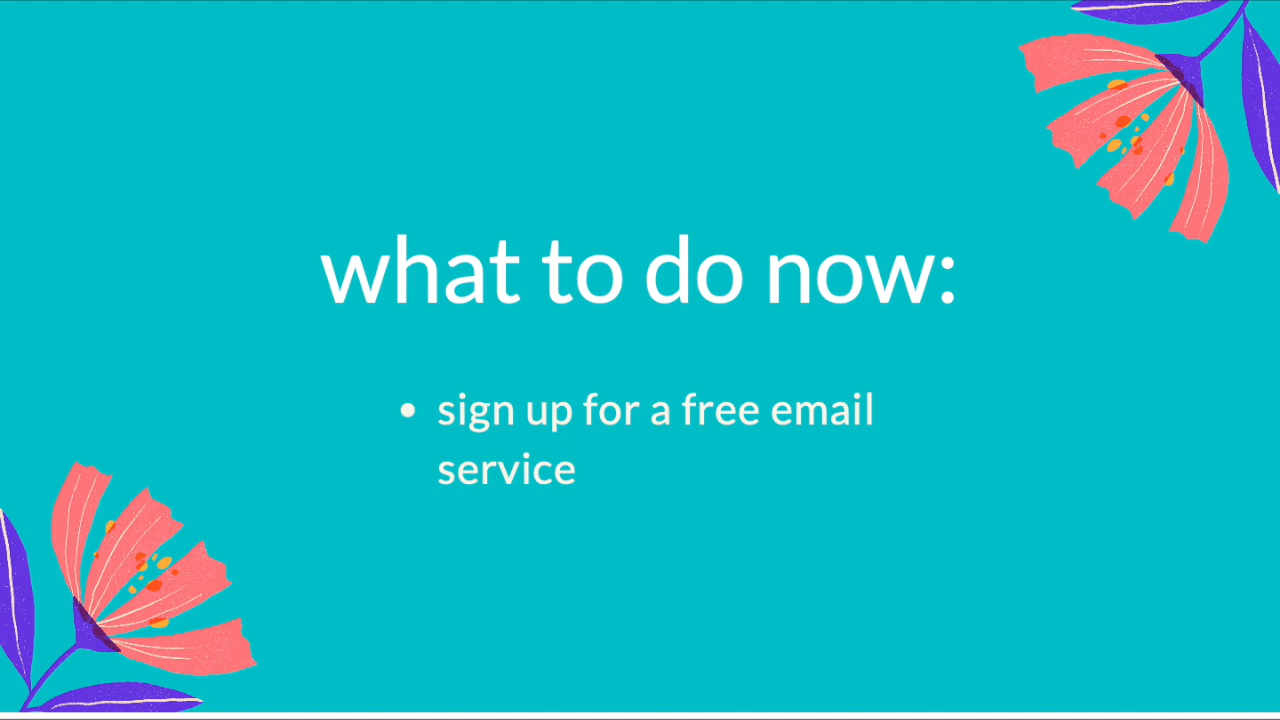 what to do now:
• sign up for a free email
service